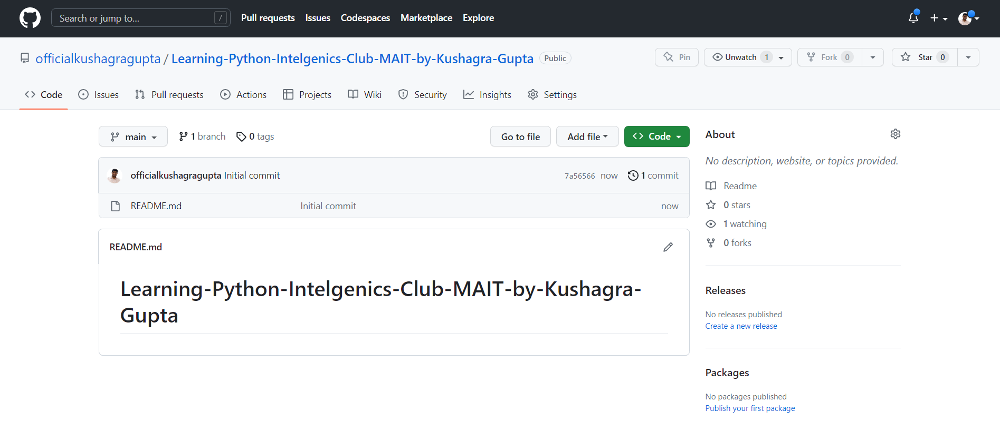 Search or jump to... /
Pull requests Issues Codespaces Marketplace Explore
officialkushagragupta / Learning-Python-Intelgenics-Club-MAIT-by-Kushagra-Gupta Public
Pin Unwatch 1 Fork 0 Star 0
Code Issues Pull requests Actions Projects Wiki Security Insights Settings
main 1 branch 0 tags Go to file Add file Code
officialkushagragupta Initial commit 7a56566 now 1 commit
README.md Initial commit now
README.md
Learning-Python-Intelgenics-Club-MAIT-by-Kushagra-
Gupta
About
No description, website, or topics provided.
Readme
0 stars
1 watching
0 forks
Releases
No releases published
Create a new release
Packages
No packages published
Publish your first package